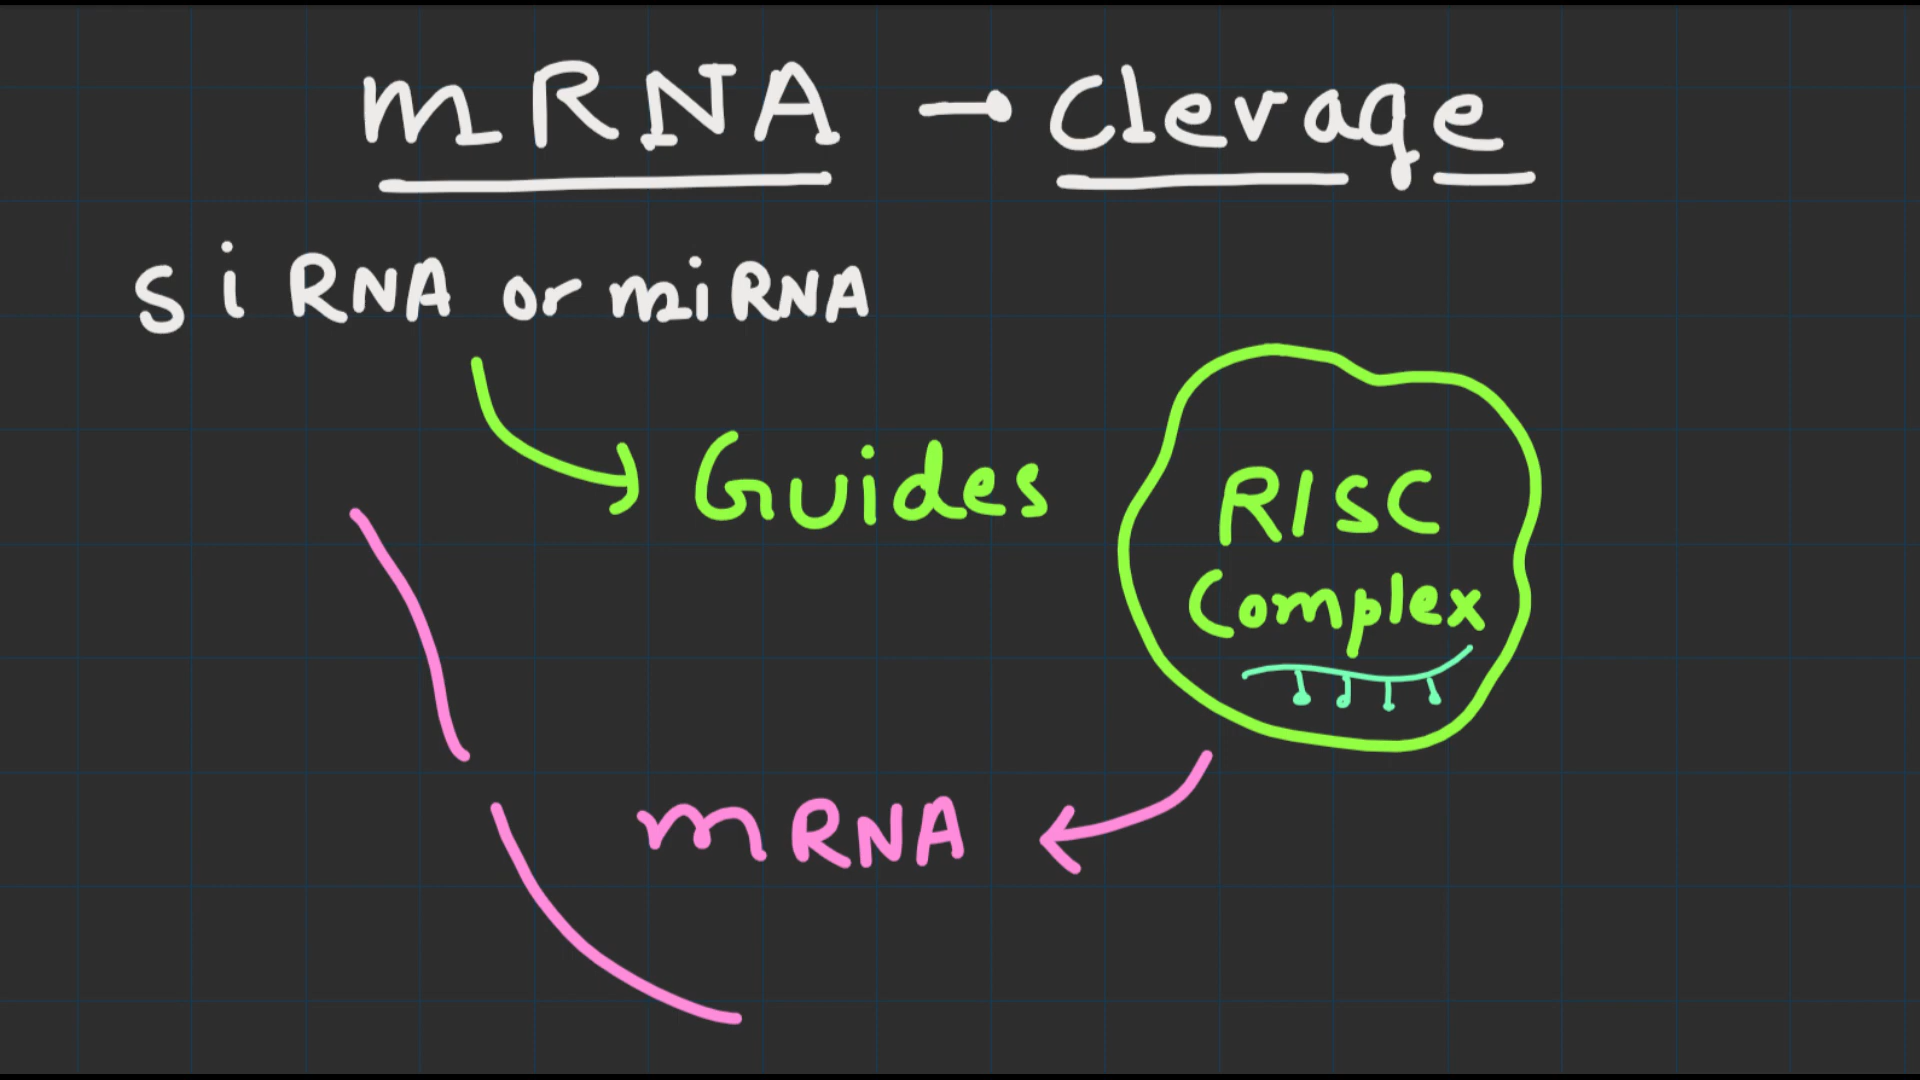 mRNA → Clevage
siRNA or miRNA
Guides
RISC
Complex
mRNA